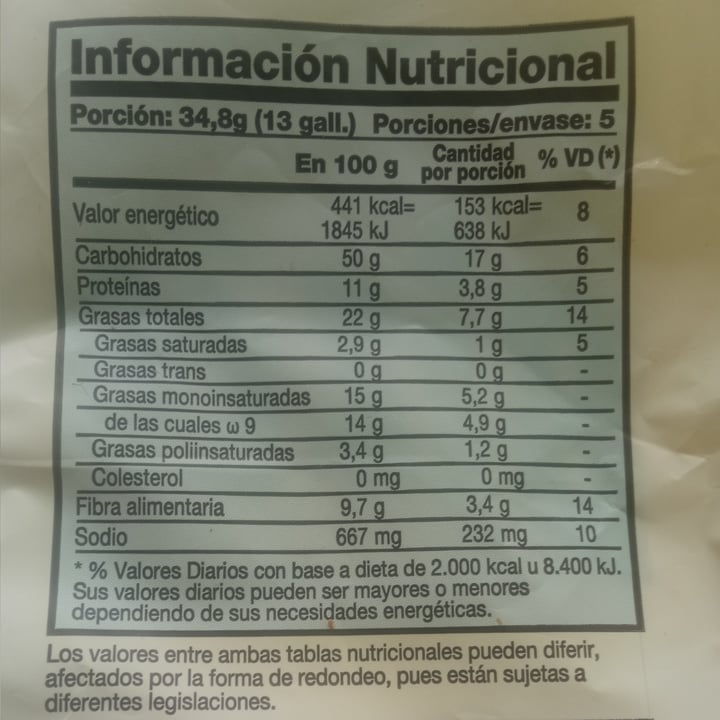 Información Nutricional
Porción: 34,8g (13 gall.) Porciones/envase: 5
En 100 g Cantidad por porción % VD (*)
Valor energético 441 kcal= 1845 kJ 153 kcal= 638 kJ 8
Carbohidratos 50 g 17 g 6
Proteínas 11 g 3,8 g 5
Grasas totales 22 g 7,7 g 14
Grasas saturadas 2,9 g 1 g 5
Grasas trans 0 g 0 g -
Grasas monoinsaturadas 15 g 5,2 g -
de las cuales ω 9 14 g 4,9 g -
Grasas poliinsaturadas 3,4 g 1,2 g -
Colesterol 0 mg 0 mg -
Fibra alimentaria 9,7 g 3,4 g 14
Sodio 667 mg 232 mg 10
* % Valores Diarios con base a dieta de 2.000 kcal u 8.400 kJ.
Sus valores diarios pueden ser mayores o menores
dependiendo de sus necesidades energéticas.
Los valores entre ambas tablas nutricionales pueden diferir,
afectados por la forma de redondeo, pues están sujetas a
diferentes legislaciones.